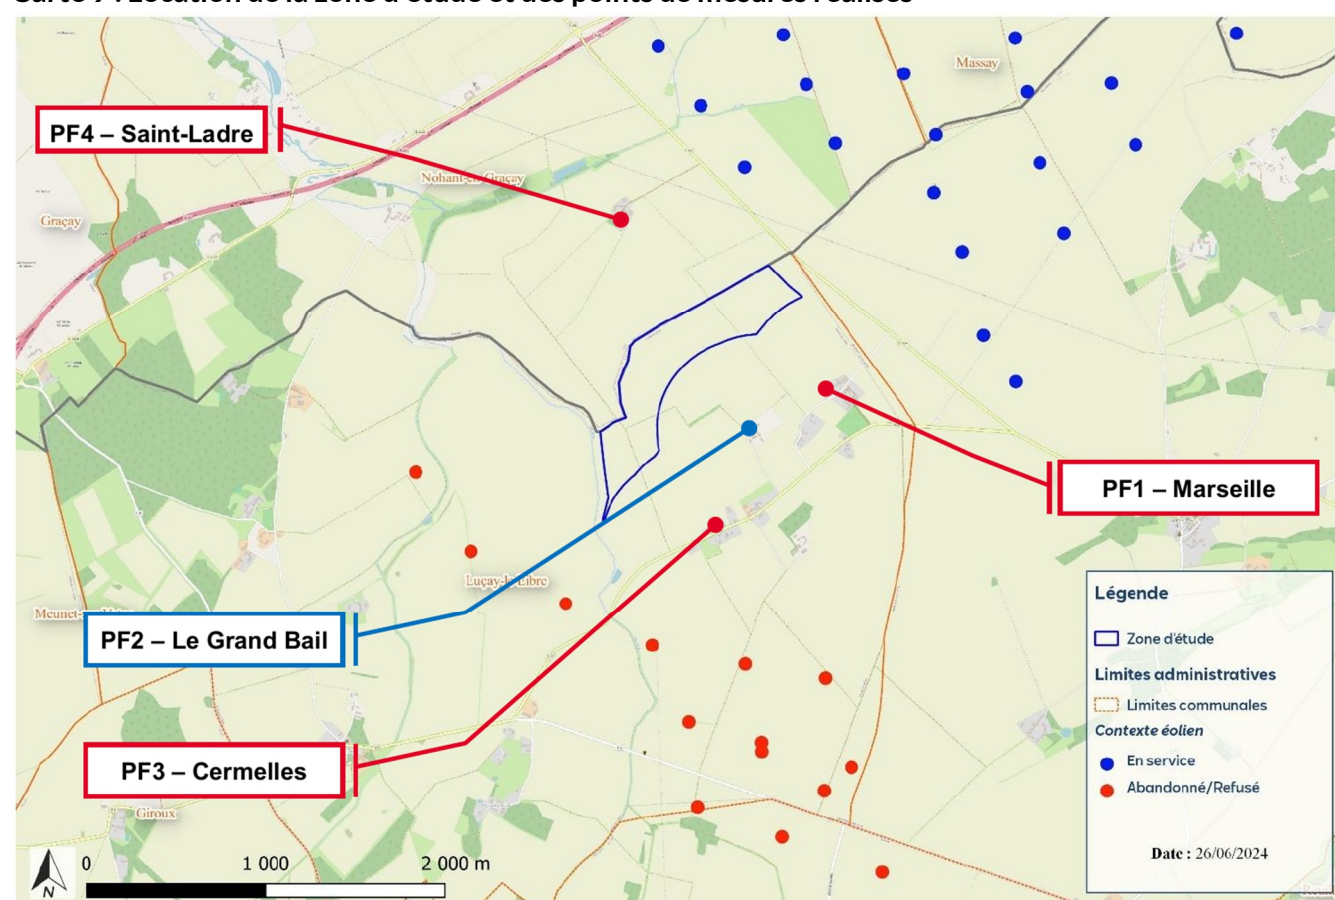 Carte 9 : Location de la zone d'étude et des points de mesures réalisés
Massay
PF4 – Saint-Ladre
Nohant-en-Graçay
Graçay
PF1 – Marseille
Luçay-le-Libre
PF2 – Le Grand Bail
PF3 – Cermelles
Giroux
Légende
Zone d'étude
Limites administratives
Limites communales
Contexte éolien
En service
Abandonné/Refusé
Date : 26/06/2024
0 1 000 2 000 m
N